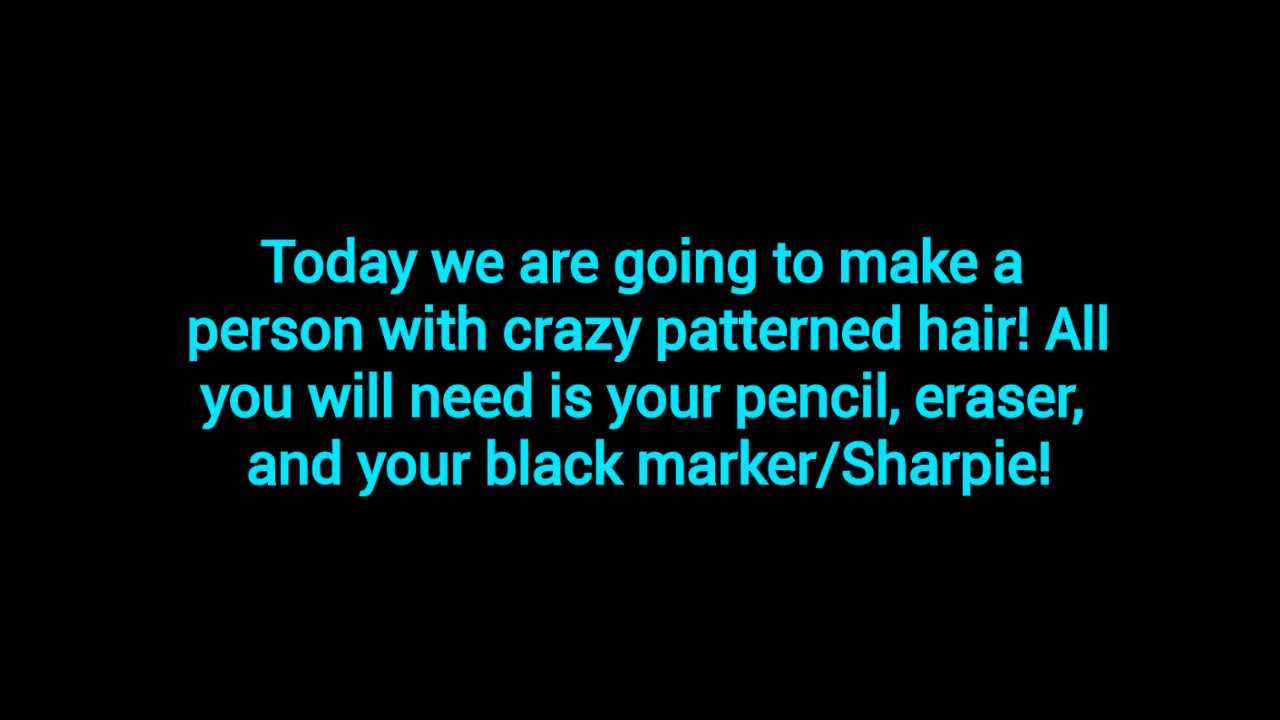 Today we are going to make a
person with crazy patterned hair! All
you will need is your pencil, eraser,
and your black marker/Sharpie!